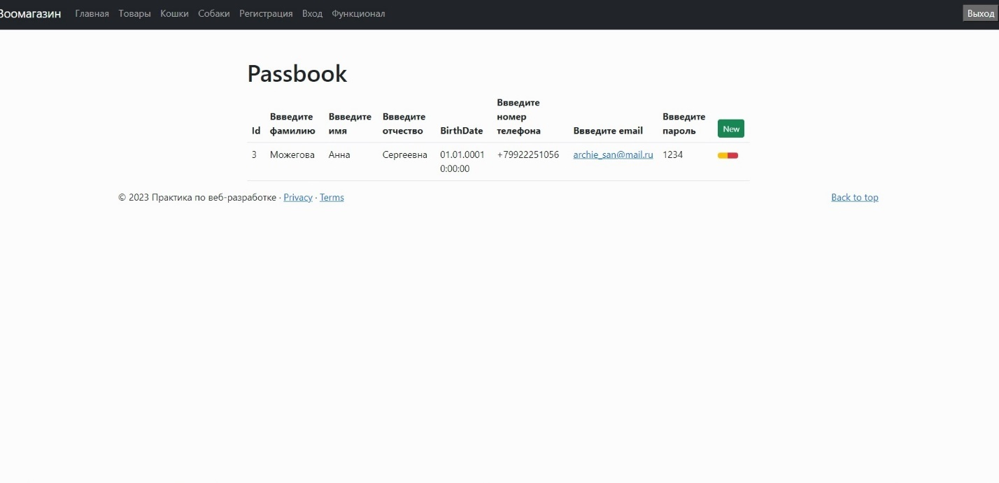 Зоомагазин Главная Товары Кошки Собаки Регистрация Вход Функционал Выход
Passbook
Id Ввведите фамилию Ввведите имя Ввведите отчество BirthDate Ввведите номер телефона Ввведите email Ввведите пароль New
3 Можегова Анна Сергеевна 01.01.0001 0:00:00 +79922251056 archie_san@mail.ru 1234
© 2023 Практика по веб-разработке · Privacy · Terms Back to top